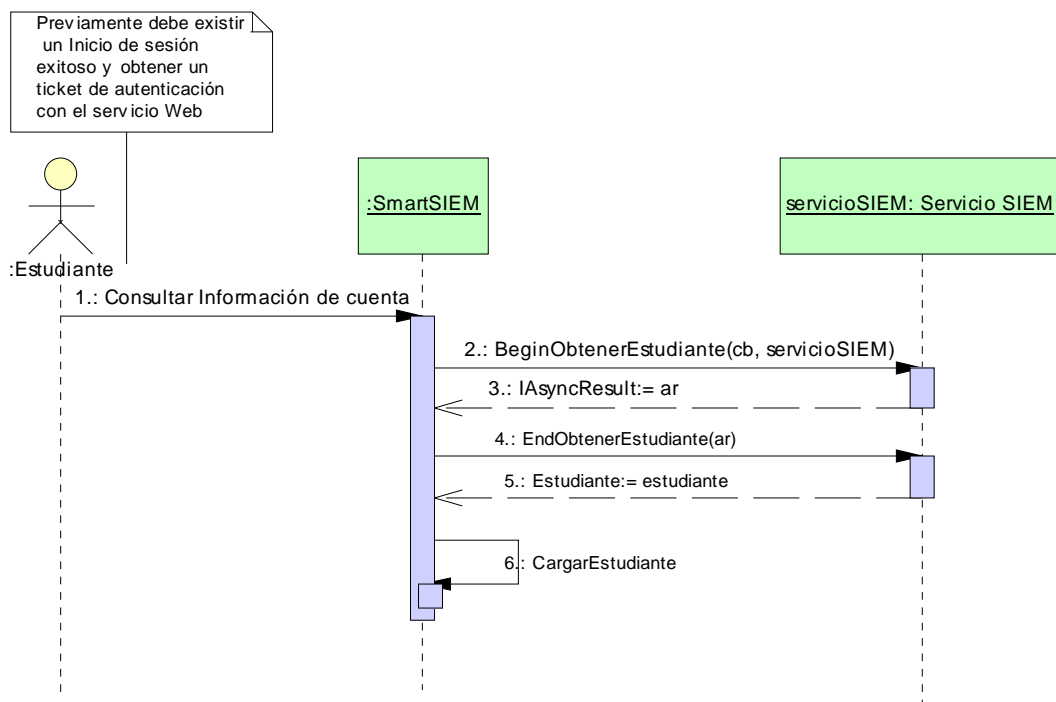 Previamente debe existir
un Inicio de sesión
exitoso y obtener un
ticket de autenticación
con el servicio Web
:SmartSIEM
servicioSIEM: Servicio SIEM
:Estudiante
1.: Consultar Información de cuenta
2.: BeginObtenerEstudiante(cb, servicioSIEM)
3.: IAsyncResult:= ar
4.: EndObtenerEstudiante(ar)
5.: Estudiante:= estudiante
6.: CargarEstudiante